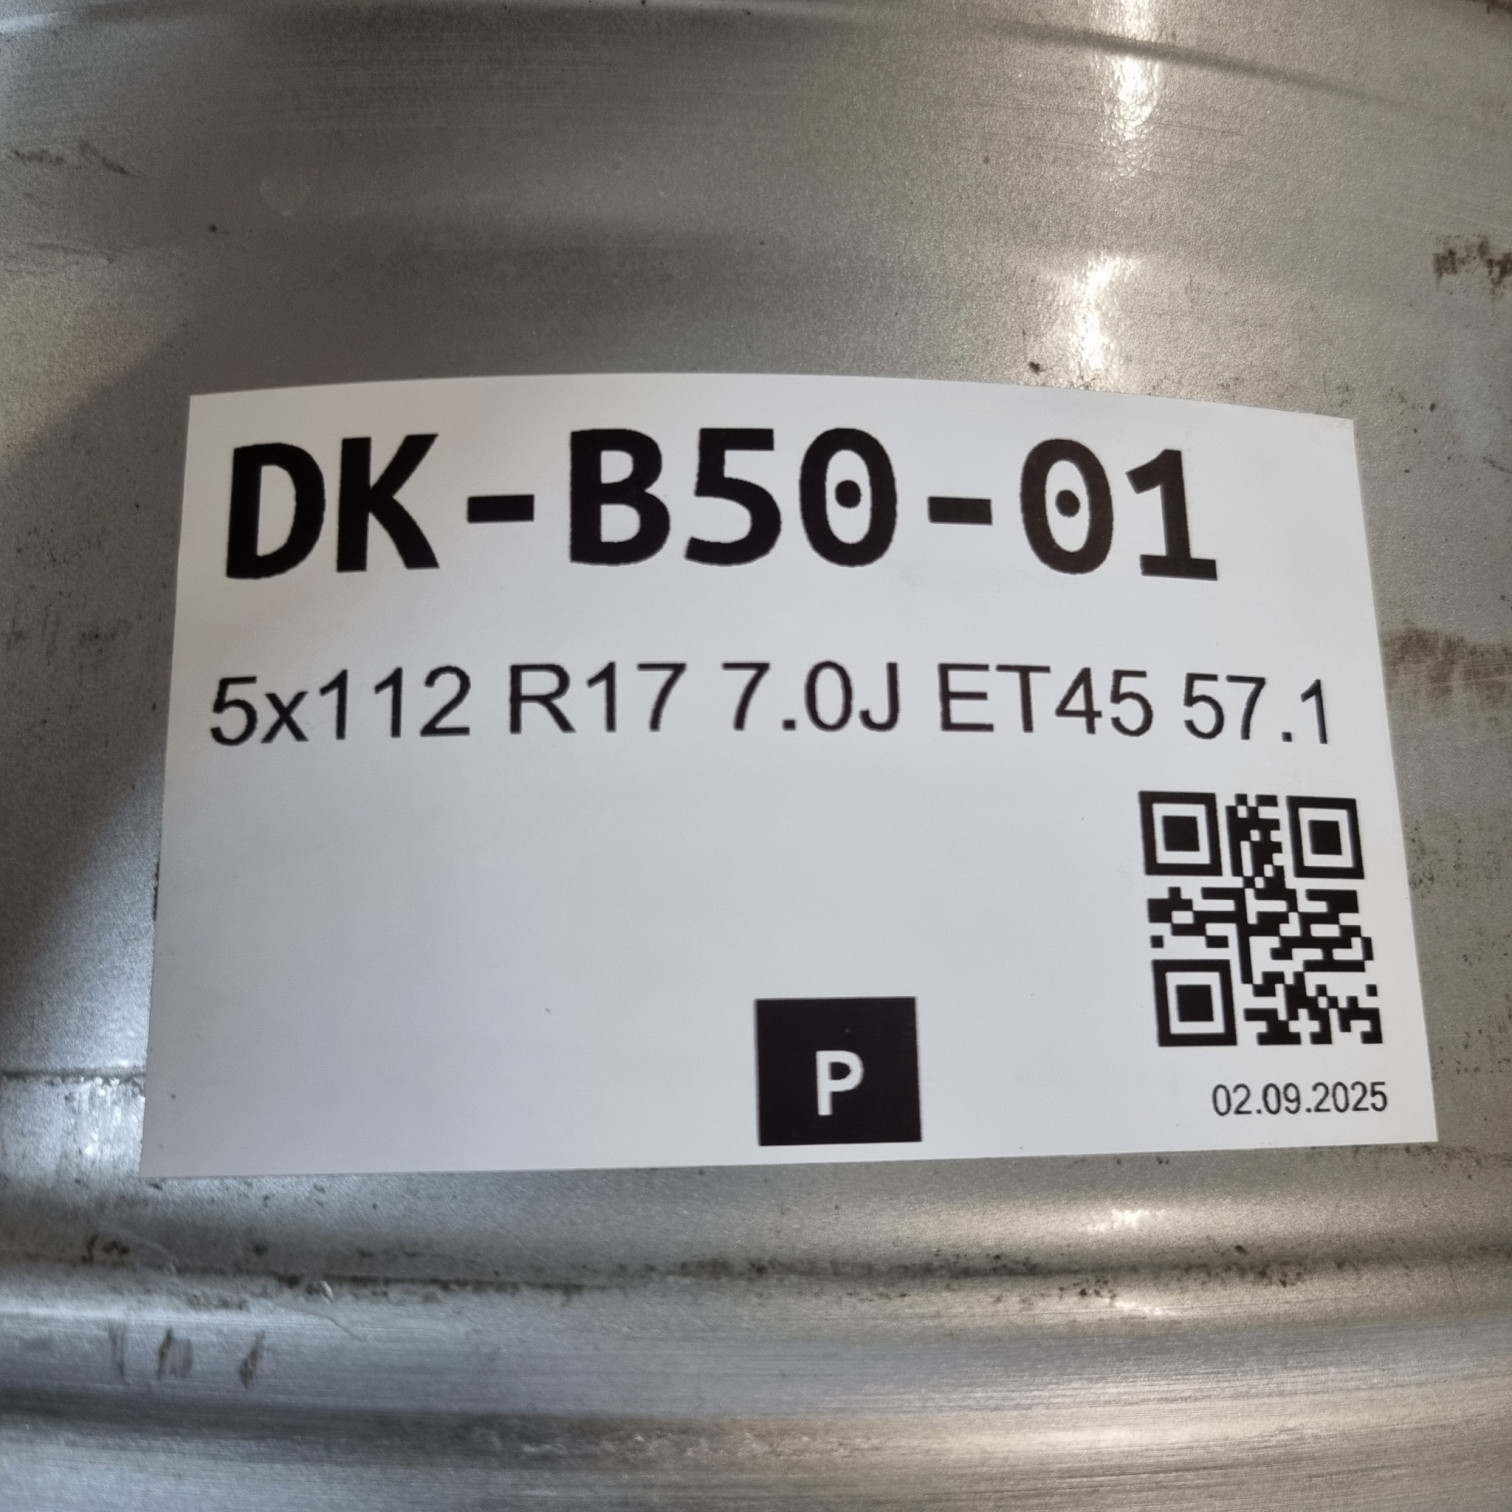 DK-B50-01
5x112 R17 7.0J ET45 57.1
P
02.09.2025